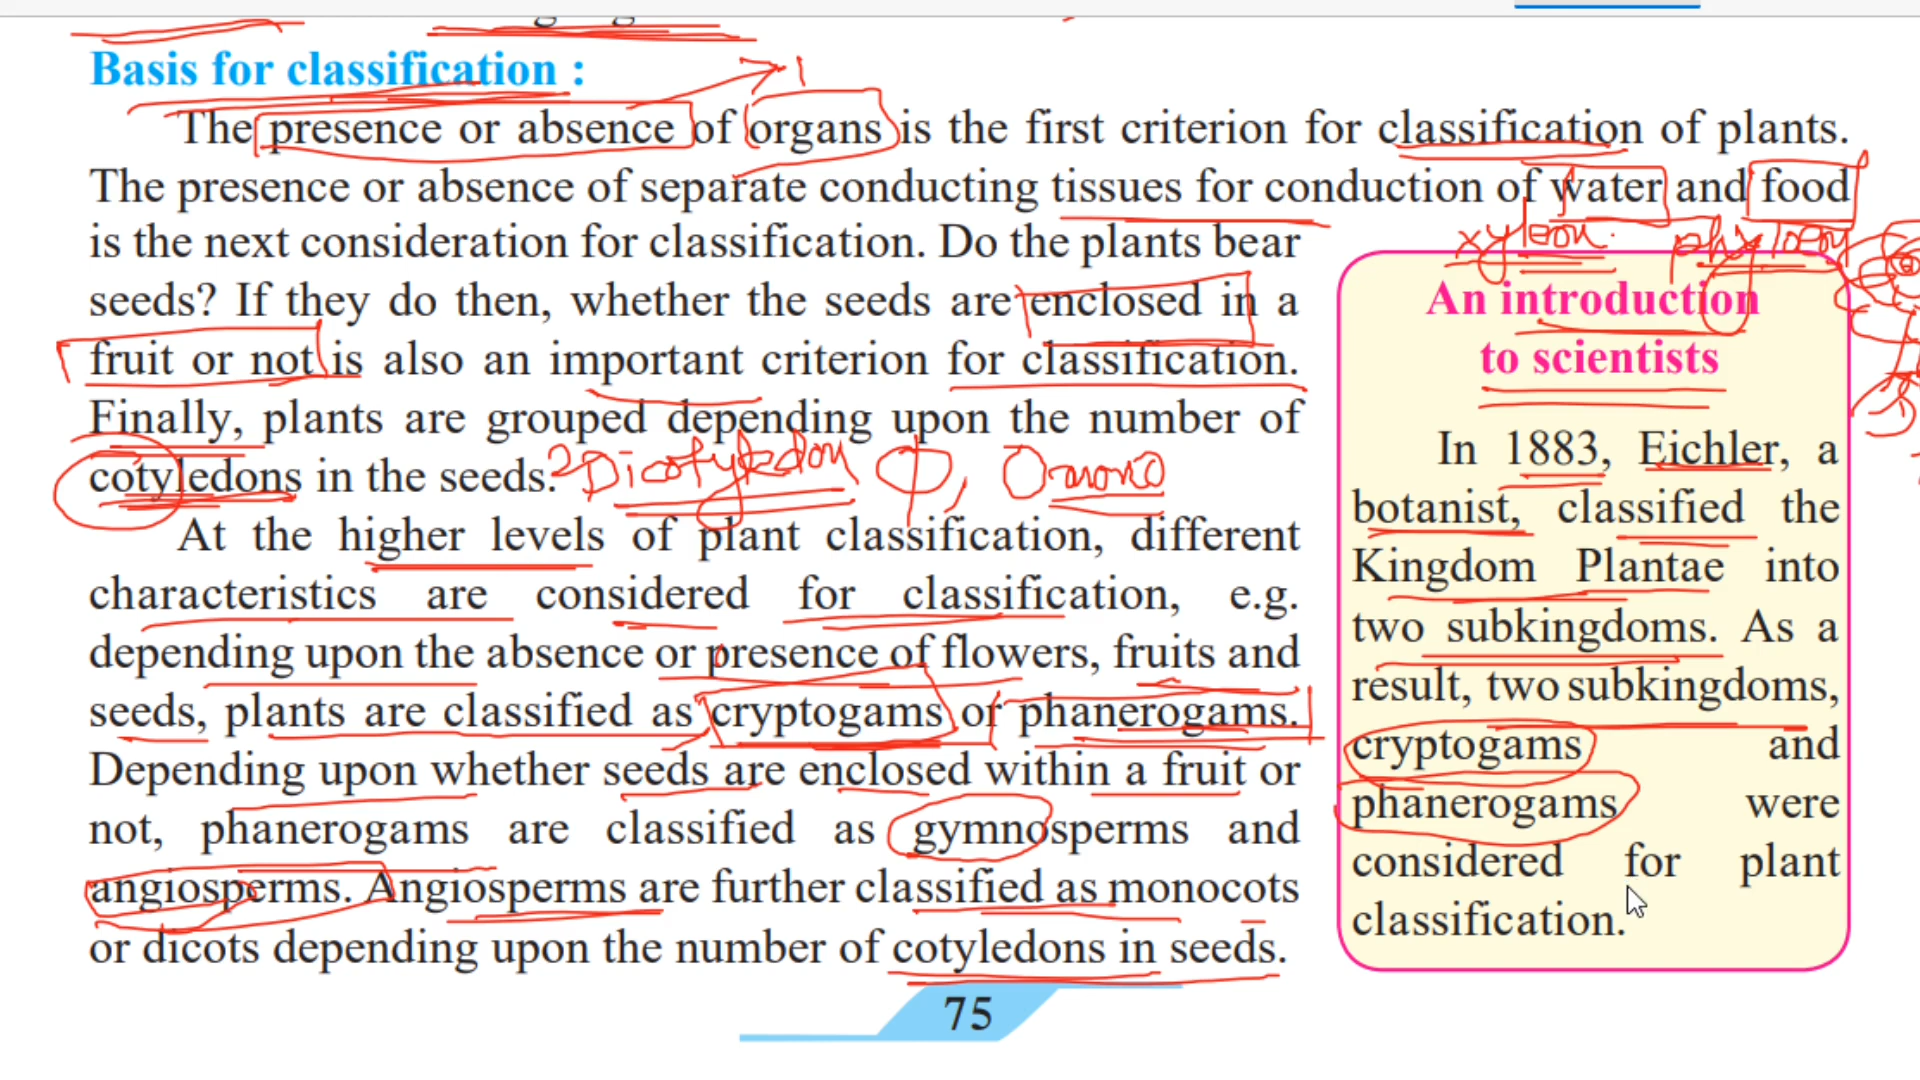 Basis for classification :
The presence or absence of organs is the first criterion for classification of plants.
The presence or absence of separate conducting tissues for conduction of water and food
xyleon. phyloem
is the next consideration for classification. Do the plants bear
seeds? If they do then, whether the seeds are enclosed in a
fruit or not is also an important criterion for classification.
Finally, plants are grouped depending upon the number of
cotyledons in the seeds.
2 Dicotyledon , mono
At the higher levels of plant classification, different
characteristics are considered for classification, e.g.
depending upon the absence or presence of flowers, fruits and
seeds, plants are classified as cryptogams or phanerogams.
Depending upon whether seeds are enclosed within a fruit or
not, phanerogams are classified as gymnosperms and
angiosperms. Angiosperms are further classified as monocots
or dicots depending upon the number of cotyledons in seeds.
An introduction
to scientists
In 1883, Eichler, a
botanist, classified the
Kingdom Plantae into
two subkingdoms. As a
result, two subkingdoms,
cryptogams and
phanerogams were
considered for plant
classification.
75